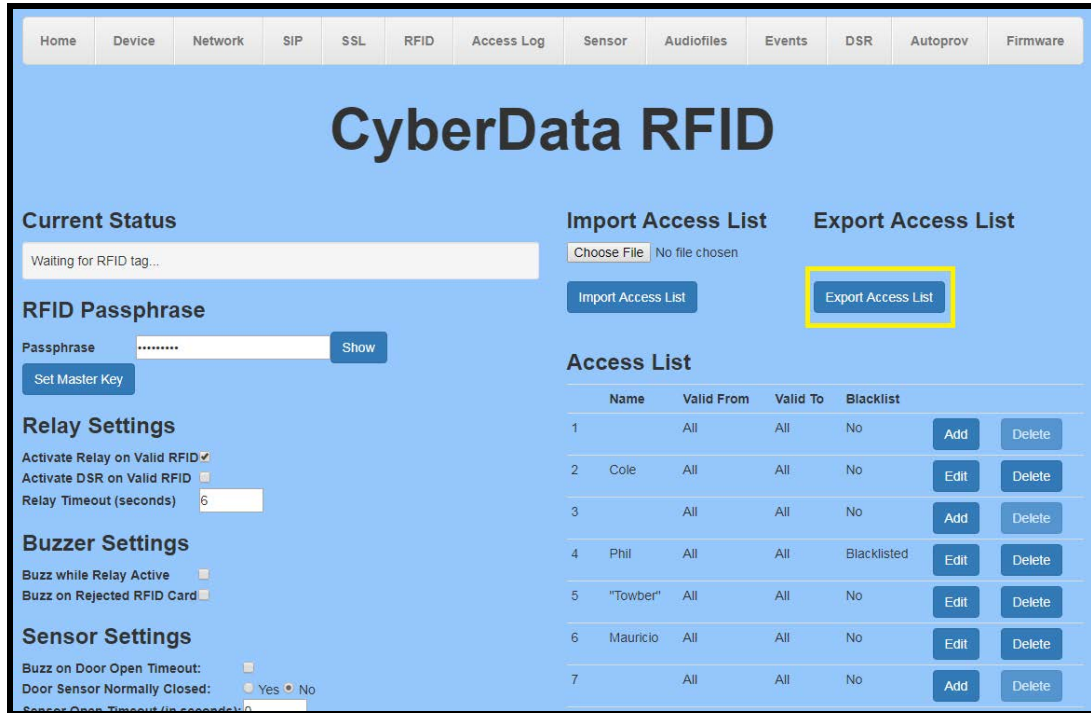 Home Device Network SIP SSL RFID Access Log Sensor Audiofiles Events DSR Autoprov Firmware
CyberData RFID
Current Status
Waiting for RFID tag...
RFID Passphrase
Passphrase ········· Show
Set Master Key
Relay Settings
Activate Relay on Valid RFID
Activate DSR on Valid RFID
Relay Timeout (seconds) 6
Buzzer Settings
Buzz while Relay Active
Buzz on Rejected RFID Card
Sensor Settings
Buzz on Door Open Timeout:
Door Sensor Normally Closed: Yes No
Sensor Open Timeout (in seconds): 0
Import Access List
Choose File No file chosen
Import Access List
Export Access List
Export Access List
Access List
Name Valid From Valid To Blacklist
1 All All No Add Delete
2 Cole All All No Edit Delete
3 All All No Add Delete
4 Phil All All Blacklisted Edit Delete
5 "Towber" All All No Edit Delete
6 Mauricio All All No Edit Delete
7 All All No Add Delete